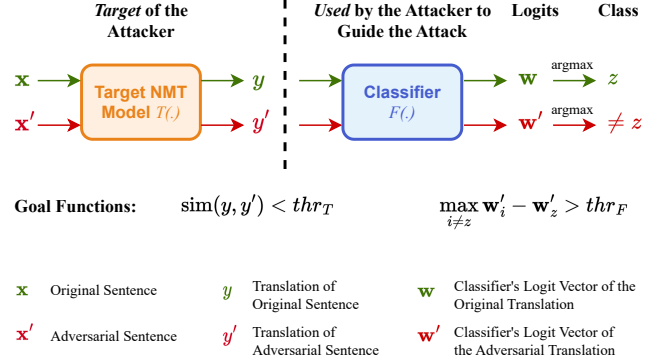 Target of the
Attacker
Used by the Attacker to
Guide the Attack
Logits
Class
x
Target NMT
Model T(.)
y
Classifier
F(.)
w
argmax
z
x′
y′
w′
argmax
≠ z
Goal Functions:
sim(y, y′) < thr_T
max_{i≠z} w′_i − w′_z > thr_F
x Original Sentence
y Translation of
Original Sentence
w Classifier's Logit Vector of the
Original Translation
x′ Adversarial Sentence
y′ Translation of
Adversarial Sentence
w′ Classifier's Logit Vector of
the Adversarial Translation